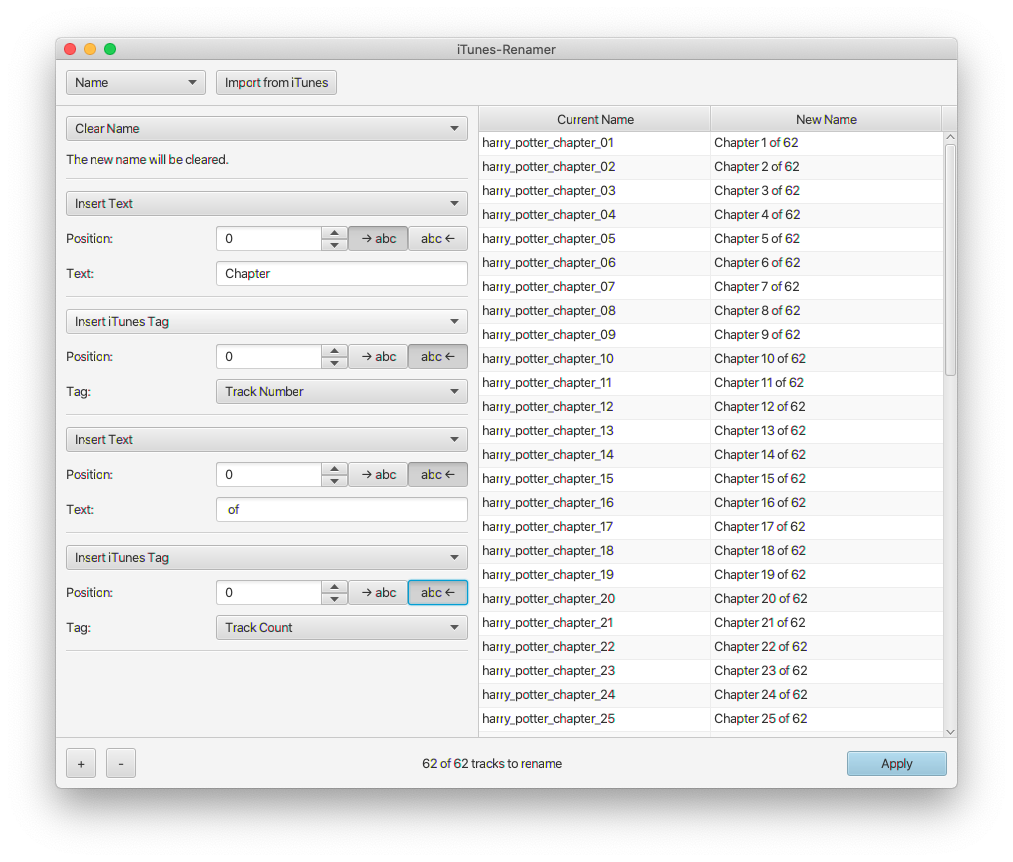 iTunes-Renamer
Name
Import from iTunes
Clear Name
The new name will be cleared.
Insert Text
Position:
0
→ abc
abc ←
Text:
Chapter
Insert iTunes Tag
Position:
0
→ abc
abc ←
Tag:
Track Number
Insert Text
Position:
0
→ abc
abc ←
Text:
of
Insert iTunes Tag
Position:
0
→ abc
abc ←
Tag:
Track Count
Current Name New Name
harry_potter_chapter_01 Chapter 1 of 62
harry_potter_chapter_02 Chapter 2 of 62
harry_potter_chapter_03 Chapter 3 of 62
harry_potter_chapter_04 Chapter 4 of 62
harry_potter_chapter_05 Chapter 5 of 62
harry_potter_chapter_06 Chapter 6 of 62
harry_potter_chapter_07 Chapter 7 of 62
harry_potter_chapter_08 Chapter 8 of 62
harry_potter_chapter_09 Chapter 9 of 62
harry_potter_chapter_10 Chapter 10 of 62
harry_potter_chapter_11 Chapter 11 of 62
harry_potter_chapter_12 Chapter 12 of 62
harry_potter_chapter_13 Chapter 13 of 62
harry_potter_chapter_14 Chapter 14 of 62
harry_potter_chapter_15 Chapter 15 of 62
harry_potter_chapter_16 Chapter 16 of 62
harry_potter_chapter_17 Chapter 17 of 62
harry_potter_chapter_18 Chapter 18 of 62
harry_potter_chapter_19 Chapter 19 of 62
harry_potter_chapter_20 Chapter 20 of 62
harry_potter_chapter_21 Chapter 21 of 62
harry_potter_chapter_22 Chapter 22 of 62
harry_potter_chapter_23 Chapter 23 of 62
harry_potter_chapter_24 Chapter 24 of 62
harry_potter_chapter_25 Chapter 25 of 62
+
-
62 of 62 tracks to rename
Apply